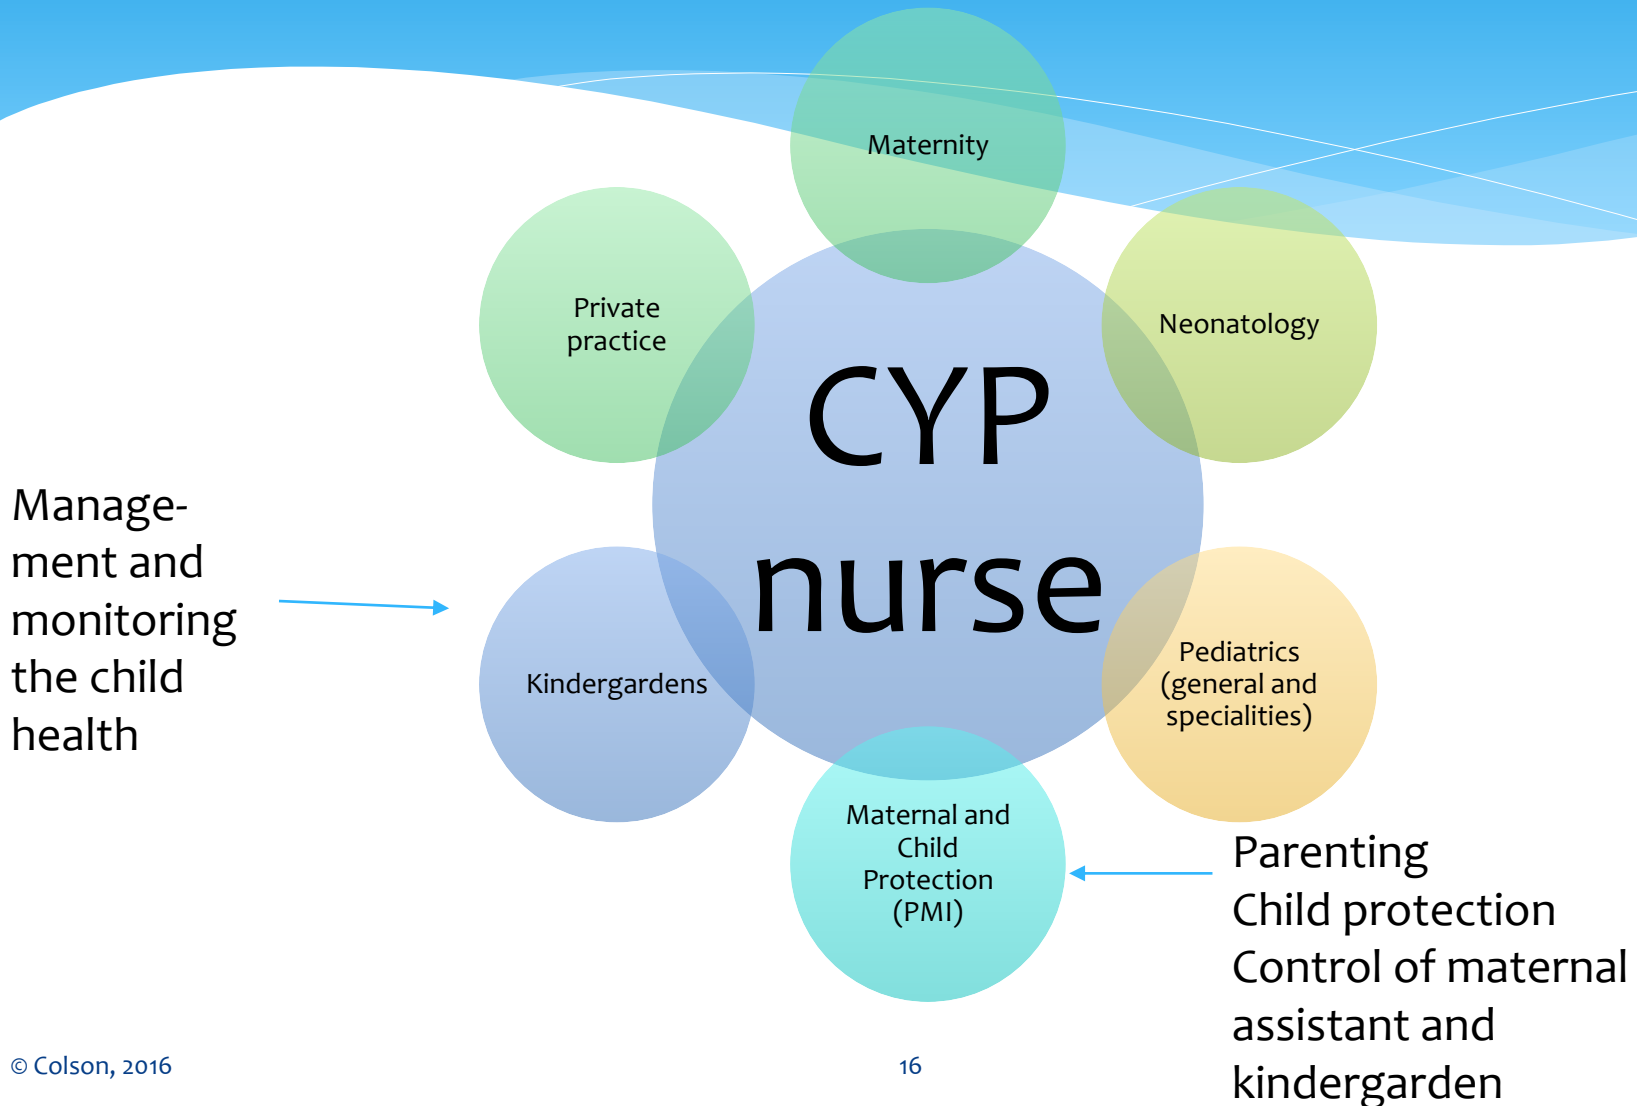 Maternity
Private
practice
Neonatology
CYP
nurse
Manage-
ment and
monitoring
the child
health
Kindergardens
Pediatrics
(general and
specialities)
Maternal and
Child
Protection
(PMI)
Parenting
Child protection
Control of maternal
assistant and
kindergarden
© Colson, 2016
16